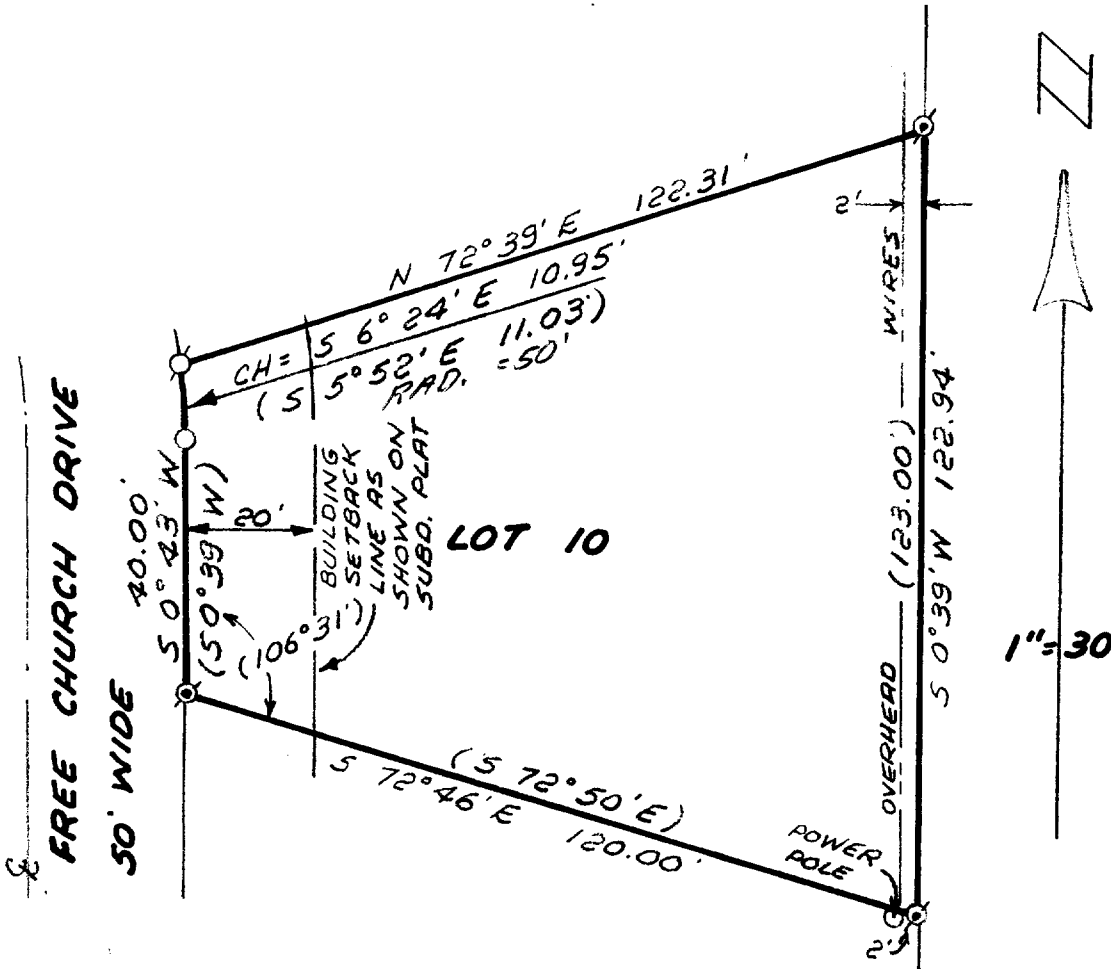 N
N 72° 39' E 122.31'
CH= S 6° 24' E 10.95'
( S 5° 52' E 11.03')
RAD. =50'
2'
WIRES
FREE CHURCH DRIVE
50' WIDE
40.00'
S 0° 43' W
(S 0° 39' W)
20'
(106° 31')
BUILDING
SETBACK
LINE AS
SHOWN ON
SUBD. PLAT
LOT 10
(123.00')
S 0° 39' W 122.94'
OVERHEAD
1"=30
(S 72° 50' E)
S 72° 46' E 120.00'
POWER
POLE
2'
℄